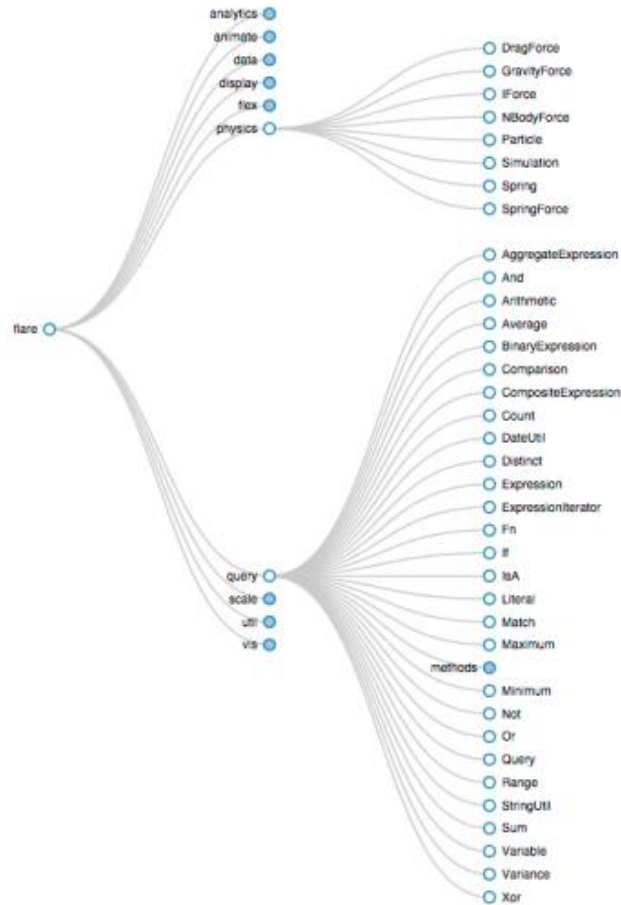 flare
analytics
animate
data
display
flex
physics
DragForce
GravityForce
IForce
NBodyForce
Particle
Simulation
Spring
SpringForce
query
AggregateExpression
And
Arithmetic
Average
BinaryExpression
Comparison
CompositeExpression
Count
DateUtil
Distinct
Expression
ExpressionIterator
Fn
If
IsA
Literal
Match
Maximum
methods
Minimum
Not
Or
Query
Range
StringUtil
Sum
Variable
Variance
Xor
scale
util
vis